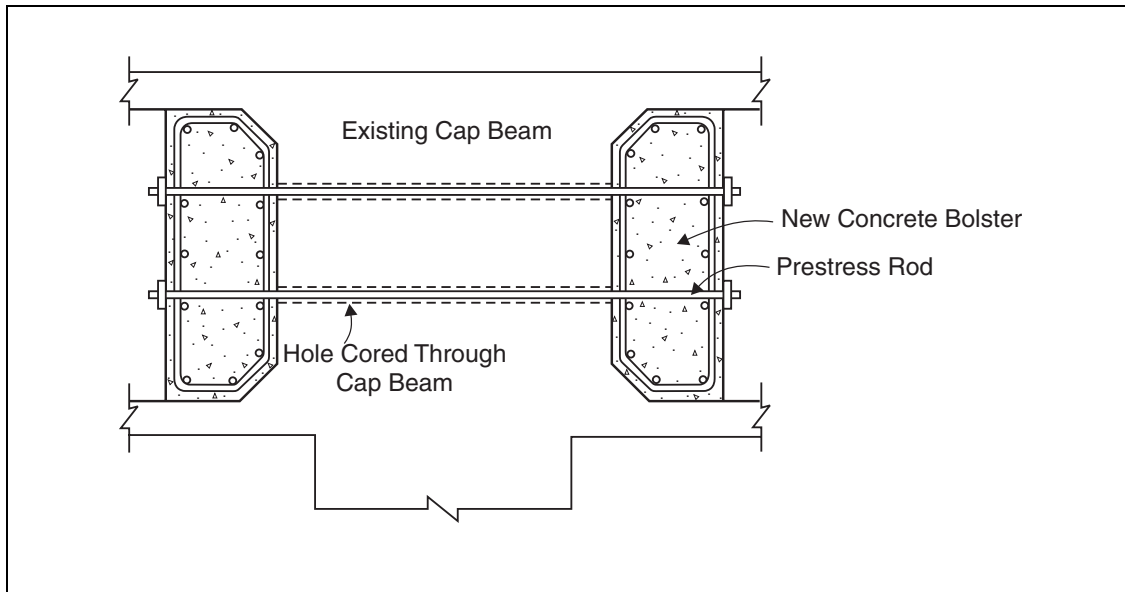 Existing Cap Beam
New Concrete Bolster
Prestress Rod
Hole Cored Through
Cap Beam